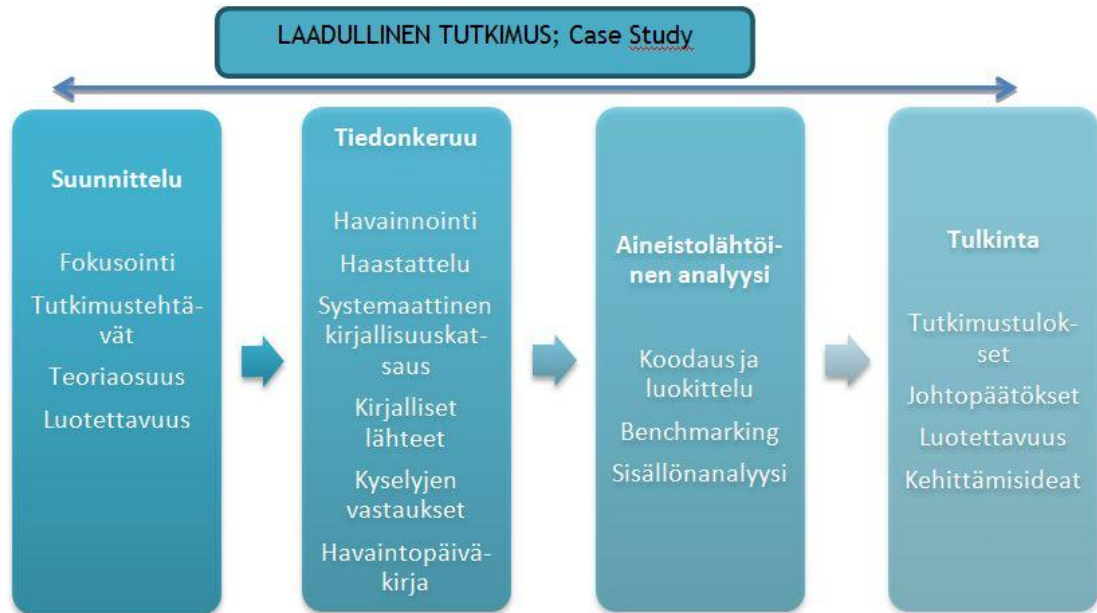 LAADULLINEN TUTKIMUS; Case Study
Suunnittelu
Fokusointi
Tutkimustehtä-
vät
Teoriaosuus
Luotettavuus
Tiedonkeruu
Havainnointi
Haastattelu
Systemaattinen
kirjallisuuskat-
saus
Kirjalliset
lähteet
Kyselyjen
vastaukset
Havaintopäivä-
kirja
Aineistolähtöi-
nen analyysi
Koodaus ja
luokittelu
Benchmarking
Sisällönanalyysi
Tulkinta
Tutkimustulok-
set
Johtopäätökset
Luotettavuus
Kehittämisideat